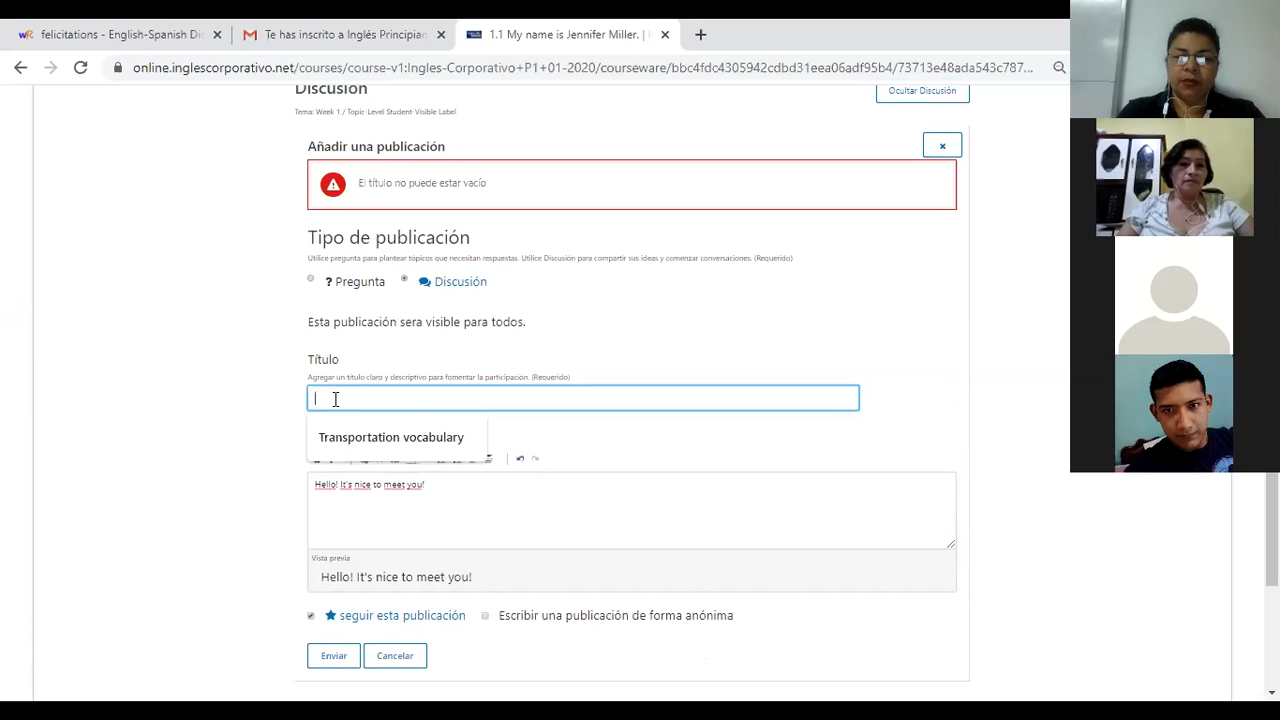 felicitations - English-Spanish Di
Te has inscrito a Inglés Principian
1.1 My name is Jennifer Miller. |
online.inglescorporativo.net/courses/course-v1:Ingles-Corporativo+P1+01-2020/courseware/bbc4fdc4305942cdbd31eea06adf95b4/73713e48ada543c787...
Discusión
Ocultar Discusión
Tema: Week 1 / Topic-Level Student-Visible Label
Añadir una publicación
El título no puede estar vacío
Tipo de publicación
Utilice pregunta para plantear tópicos que necesitan respuestas. Utilice Discusión para compartir sus ideas y comenzar conversaciones. (Requerido)
? Pregunta
Discusión
Esta publicación sera visible para todos.
Título
Agregar un título claro y descriptivo para fomentar la participacion. (Requerido)
Transportation vocabulary
Hello! It's nice to meet you!
Vista previa
Hello! It's nice to meet you!
seguir esta publicación
Escribir una publicación de forma anónima
Enviar
Cancelar